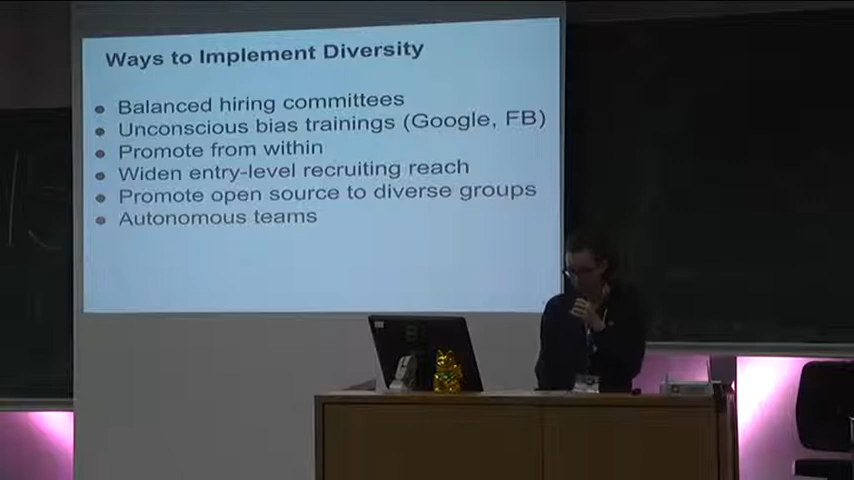 Ways to Implement Diversity
Balanced hiring committees
Unconscious bias trainings (Google, FB)
Promote from within
Widen entry-level recruiting reach
Promote open source to diverse groups
Autonomous teams